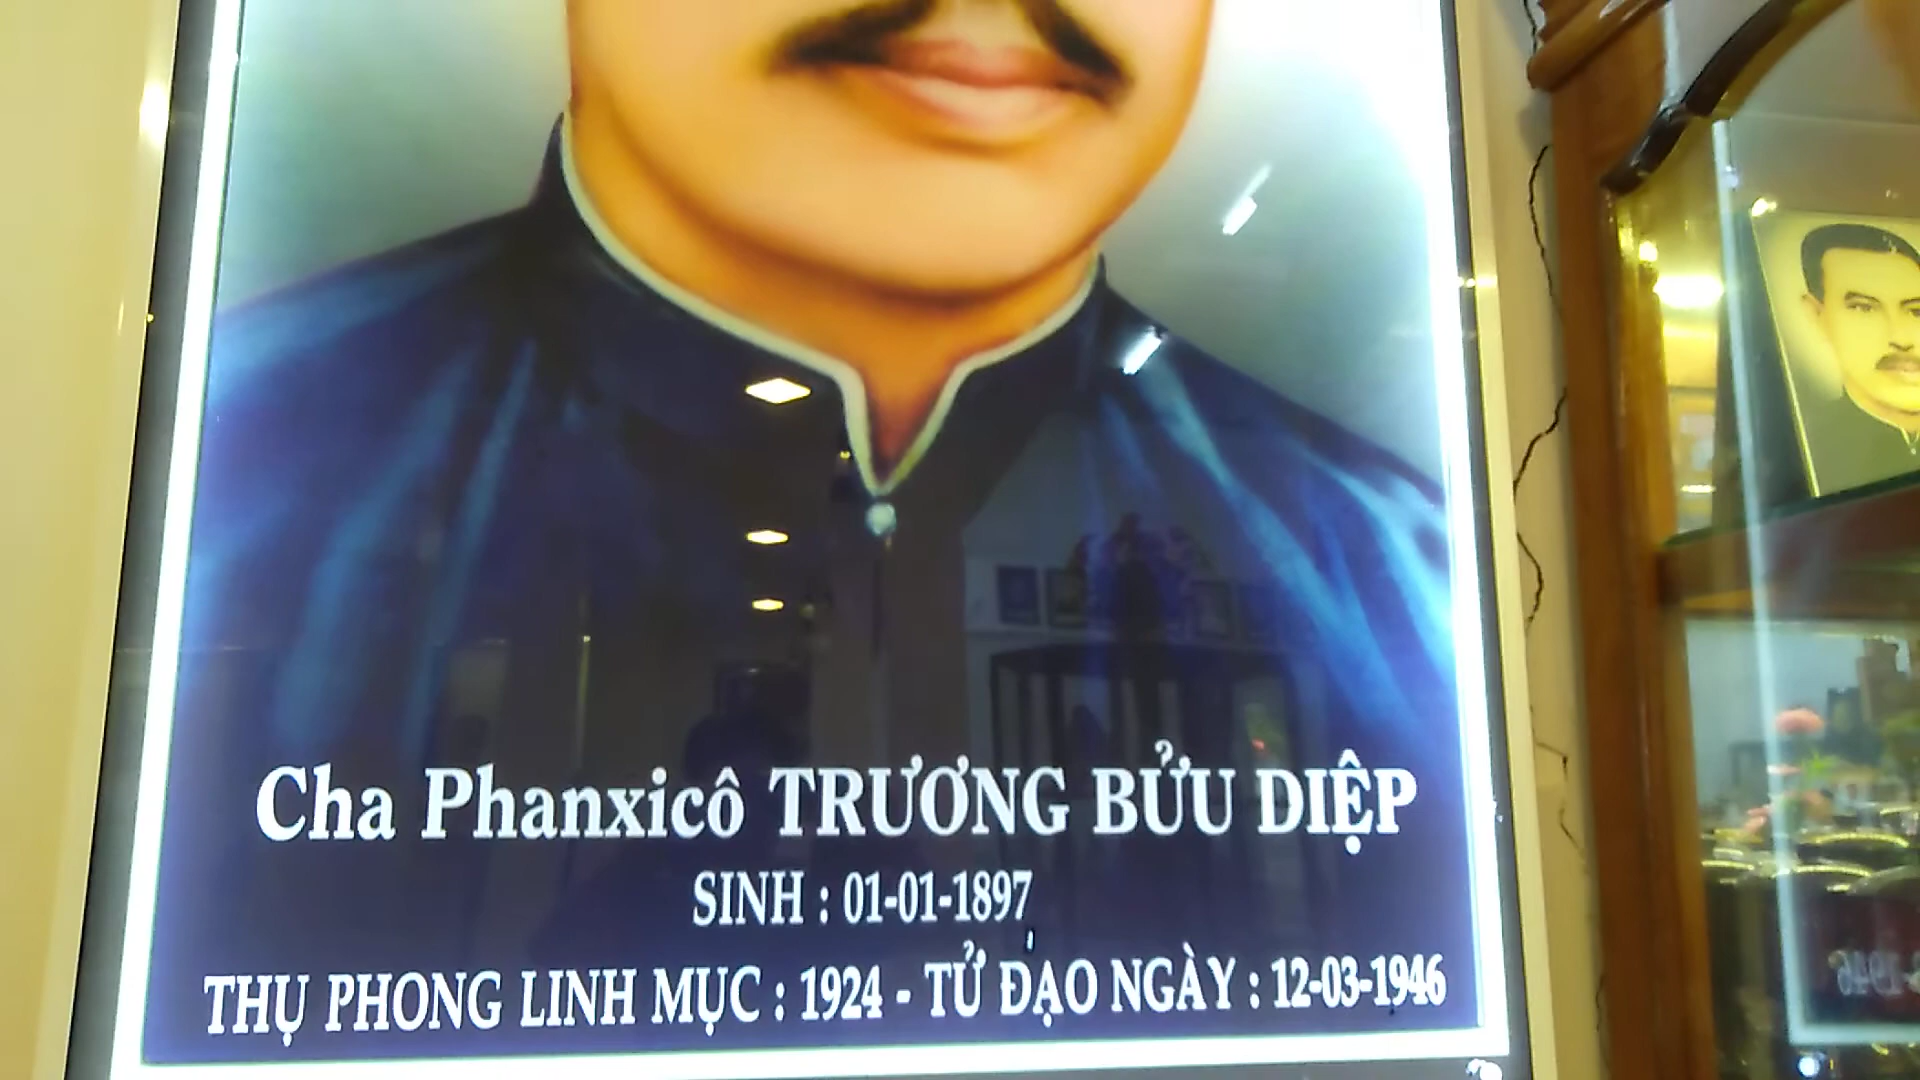 Cha Phanxicô TRƯƠNG BỬU DIỆP
SINH : 01-01-1897
THỤ PHONG LINH MỤC : 1924 - TỬ ĐẠO NGÀY : 12-03-1946